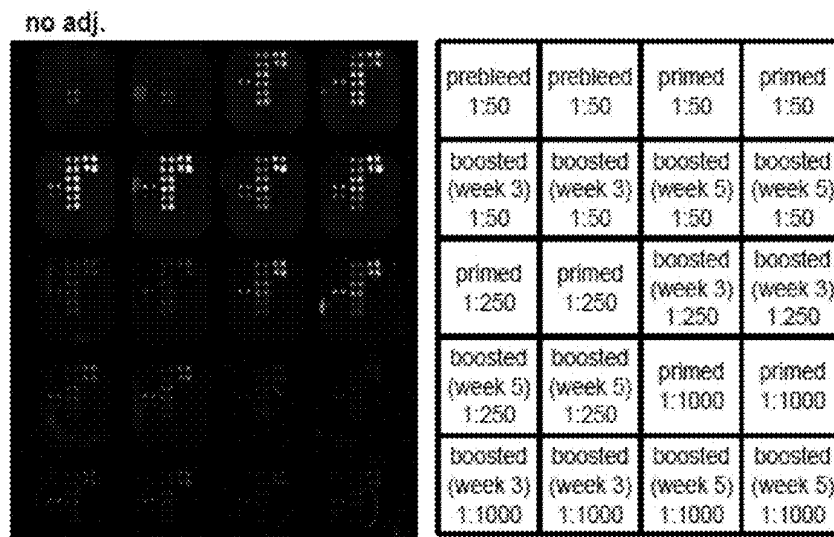 no adj.
prebleed 1:50
prebleed 1:50
primed 1:50
primed 1:50
boosted (week 3) 1:50
boosted (week 3) 1:50
boosted (week 5) 1:50
boosted (week 5) 1:50
primed 1:250
primed 1:250
boosted (week 3) 1:250
boosted (week 3) 1:250
boosted (week 5) 1:250
boosted (week 5) 1:250
primed 1:1000
primed 1:1000
boosted (week 3) 1:1000
boosted (week 3) 1:1000
boosted (week 5) 1:1000
boosted (week 5) 1:1000